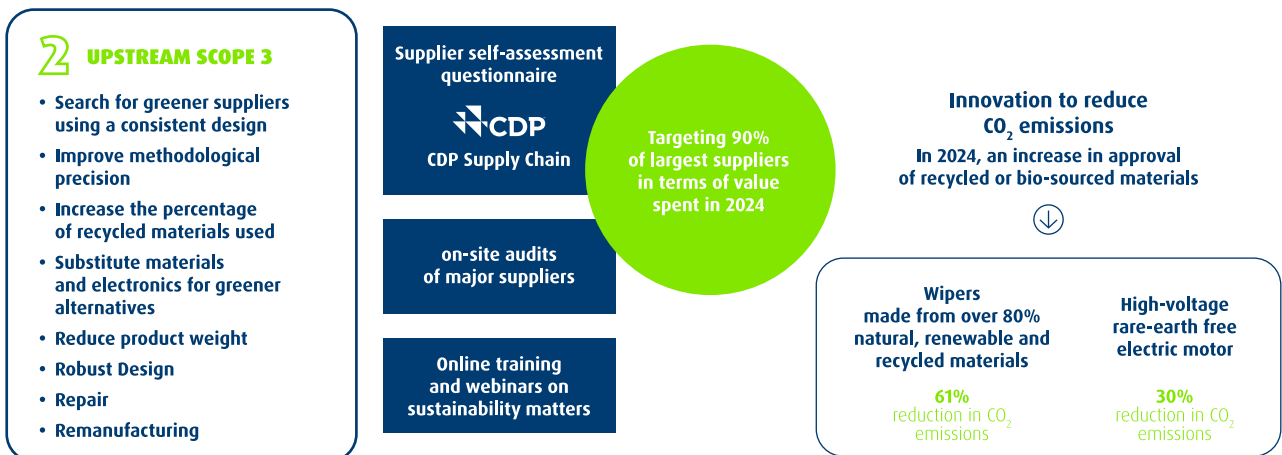 2 UPSTREAM SCOPE 3
• Search for greener suppliers
using a consistent design
• Improve methodological
precision
• Increase the percentage
of recycled materials used
• Substitute materials
and electronics for greener
alternatives
• Reduce product weight
• Robust Design
• Repair
• Remanufacturing
Supplier self-assessment
questionnaire
CDP
CDP Supply Chain
on-site audits
of major suppliers
Online training
and webinars on
sustainability matters
Targeting 90%
of largest suppliers
in terms of value
spent in 2024
Innovation to reduce
CO₂ emissions
In 2024, an increase in approval
of recycled or bio-sourced materials
Wipers
made from over 80%
natural, renewable and
recycled materials
61%
reduction in CO₂
emissions
High-voltage
rare-earth free
electric motor
30%
reduction in CO₂
emissions